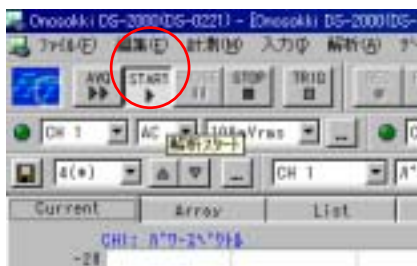 Onosokki DS-2000(DS-0221) - [Onosokki DS-2000(DS
ファイル(F) 編集(E) 計測(M) 入力(I) 解析(A)
AVG START STOP TRIG
CH 1 AC 100mVrms ...
解析スタート
4(*) ... CH 1
Current Array List
CH1: ﾊﾟﾜｰｽﾍﾟｸﾄﾙ
-20